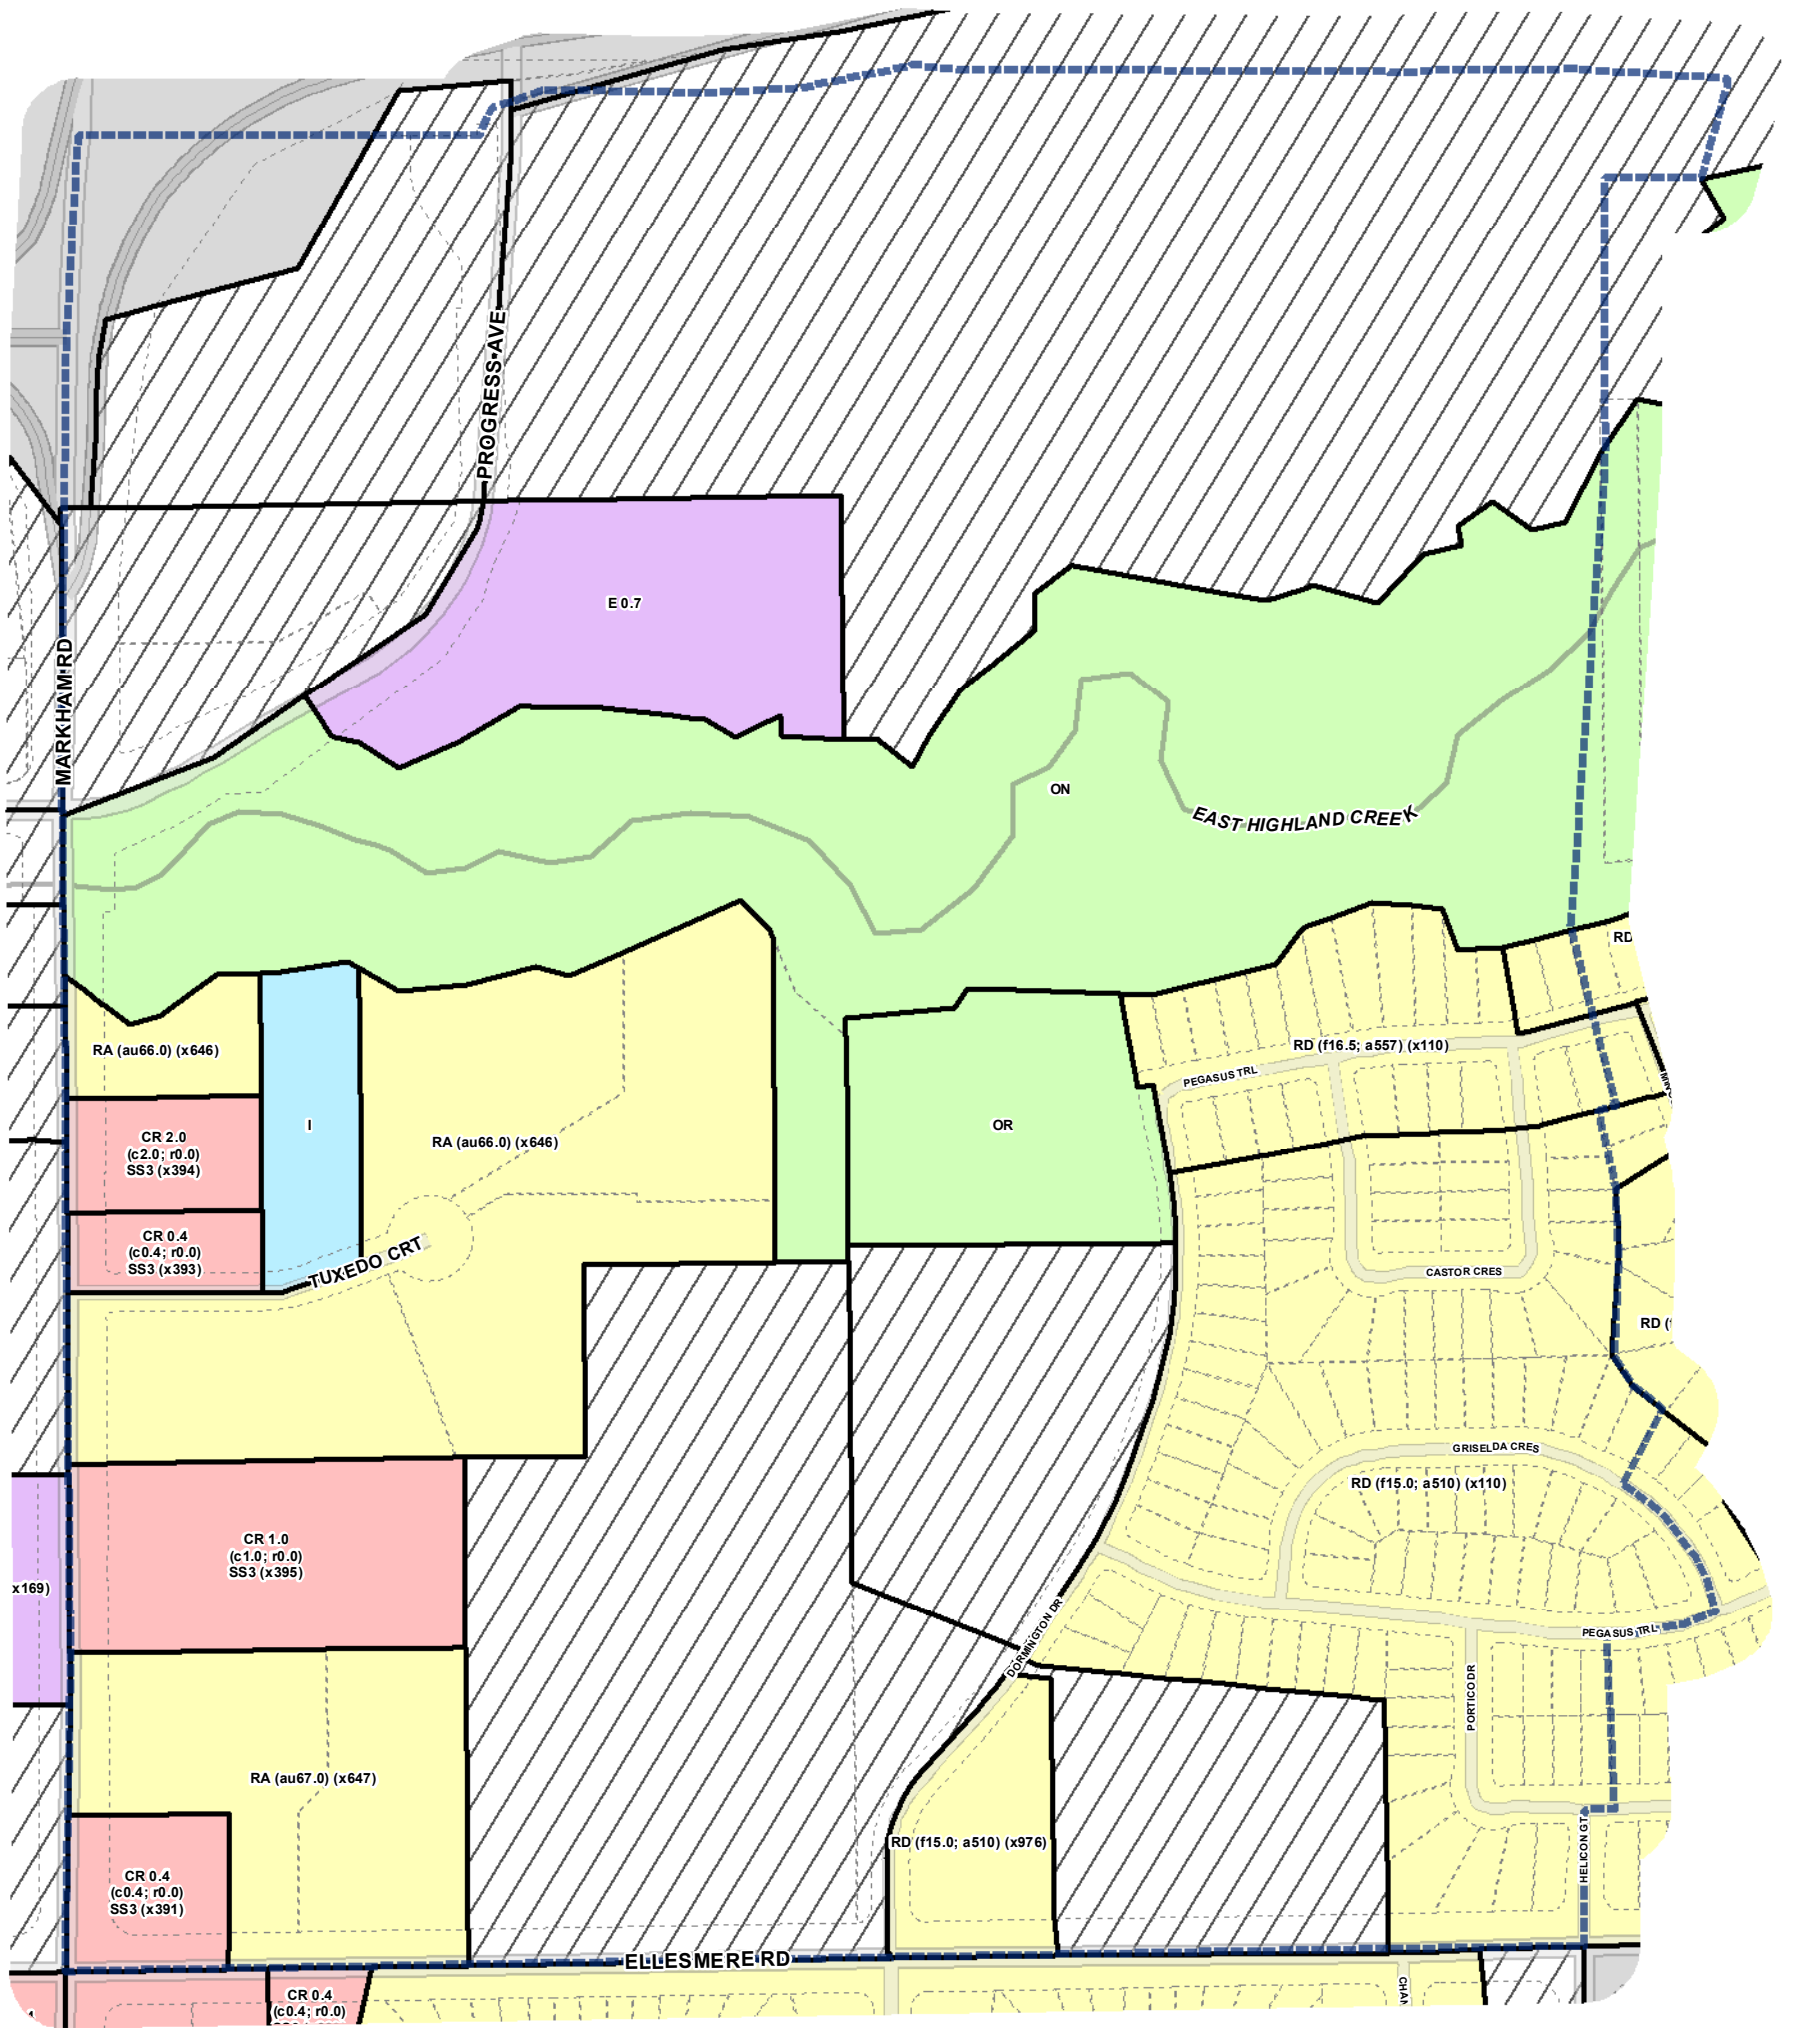 PROGRESS AVE
E 0.7
MARKHAM RD
ON
EAST HIGHLAND CREEK
RD
RA (au66.0) (x646)
RD (f16.5; a557) (x110)
PEGASUS TRL
CR 2.0
(c2.0; r0.0)
SS3 (x394)
I
RA (au66.0) (x646)
OR
CR 0.4
(c0.4; r0.0)
SS3 (x393)
TUXEDO CRT
CASTOR CRES
RD (f
GRISELDA CRES
RD (f15.0; a510) (x110)
CR 1.0
(c1.0; r0.0)
SS3 (x395)
x169)
DORMINGTON DR
PEGASUS TRL
PORTICO DR
RA (au67.0) (x647)
RD (f15.0; a510) (x976)
HELICON GT
CR 0.4
(c0.4; r0.0)
SS3 (x391)
ELLESMERE RD
CR 0.4
(c0.4; r0.0)
CHAN